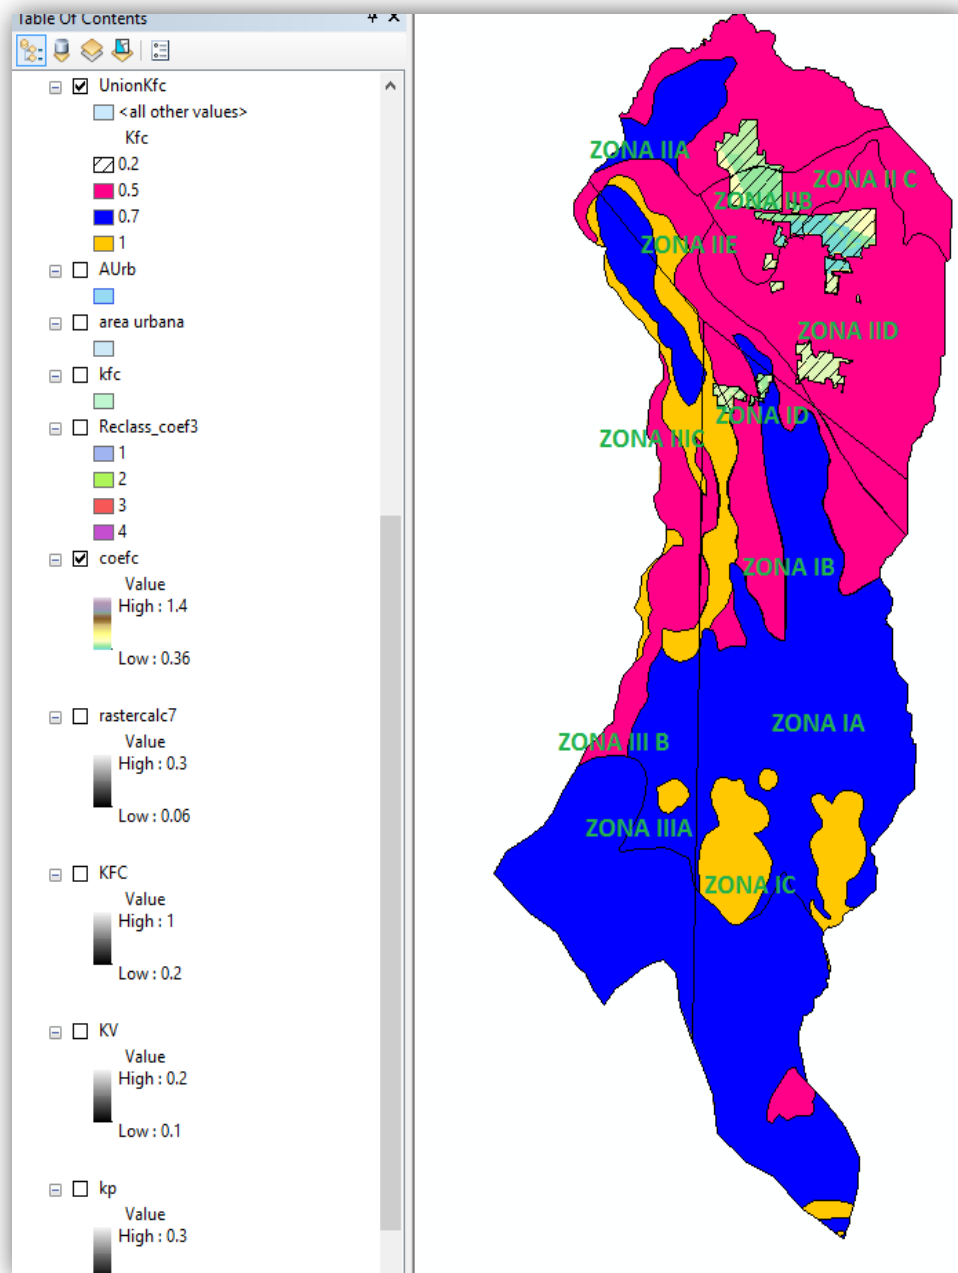 Table Of Contents
UnionKfc
<all other values>
Kfc
0.2
0.5
0.7
1
AUrb
area urbana
kfc
Reclass_coef3
1
2
3
4
coefc
Value
High : 1.4
Low : 0.36
rastercalc7
Value
High : 0.3
Low : 0.06
KFC
Value
High : 1
Low : 0.2
KV
Value
High : 0.2
Low : 0.1
kp
Value
High : 0.3
ZONA IIA
ZONA II C
ZONA IIB
ZONA IIE
ZONA IID
ZONA ID
ZONA IIIC
ZONA IB
ZONA IA
ZONA III B
ZONA IIIA
ZONA IC